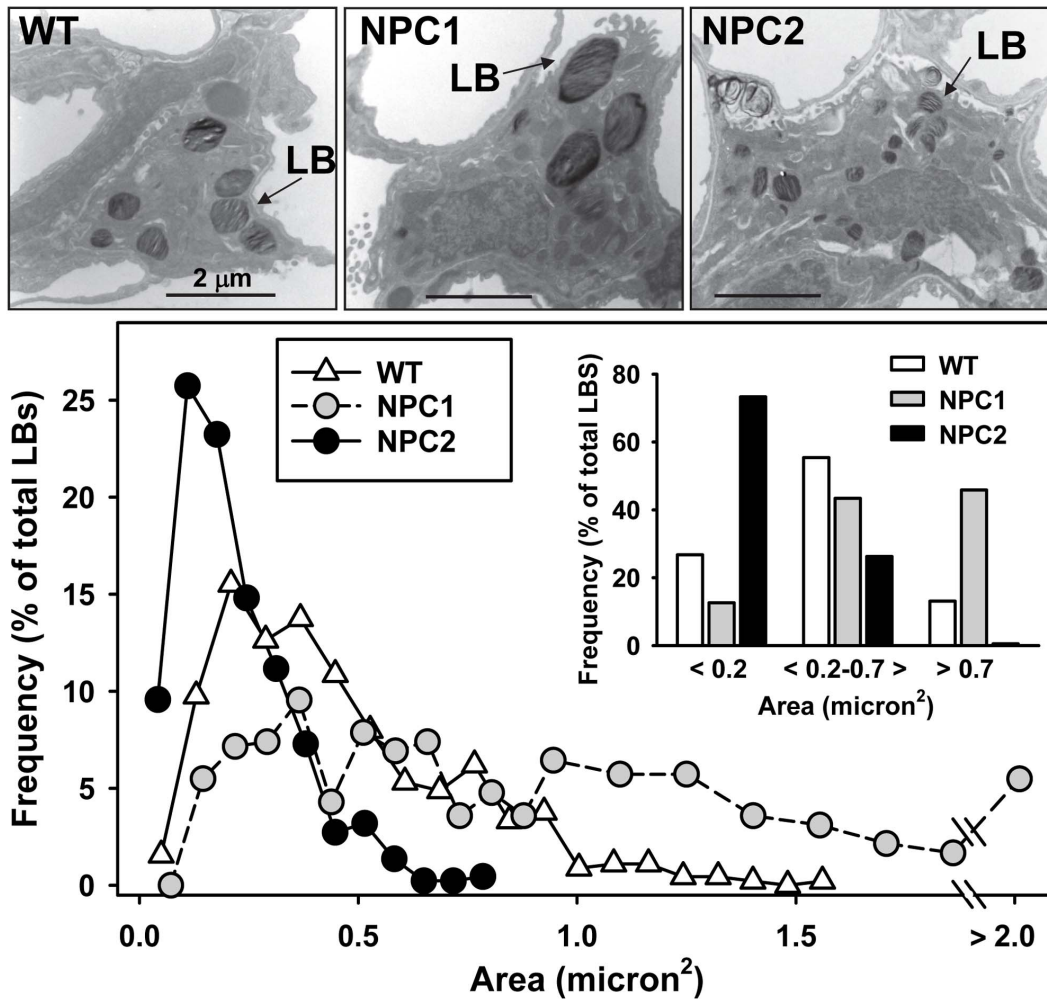 WT
LB
2 μm
NPC1
LB
NPC2
LB
Frequency (% of total LBs)
25
20
15
10
5
0
WT
NPC1
NPC2
Frequency (% of total LBS)
80
60
40
20
0
WT
NPC1
NPC2
< 0.2
< 0.2-0.7 >
> 0.7
Area (micron²)
0.0
0.5
1.0
1.5
> 2.0
Area (micron²)